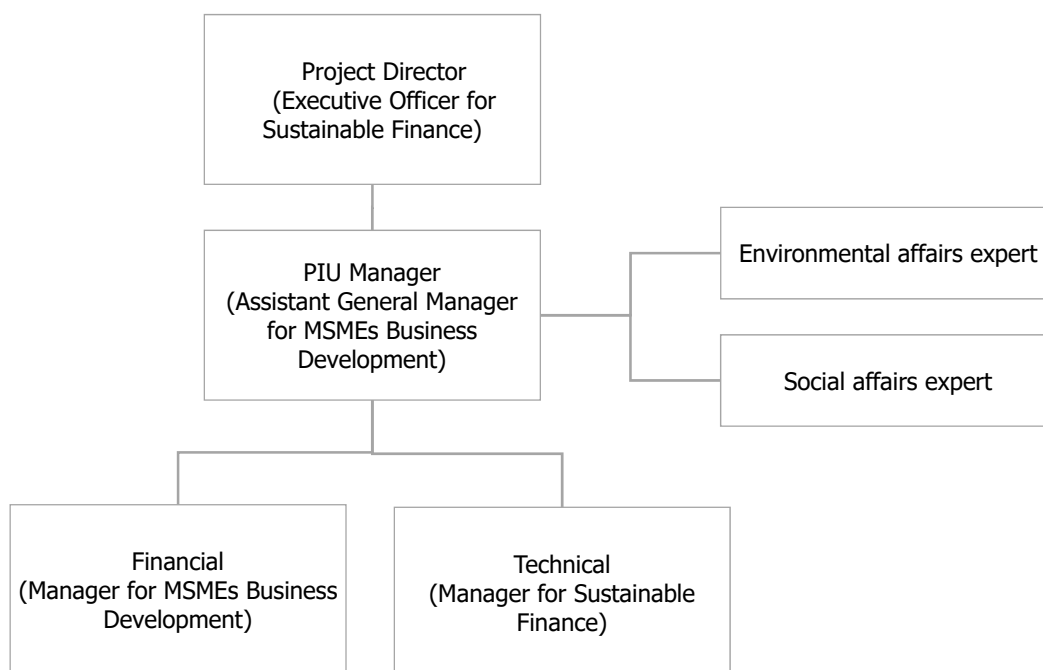 Project Director
(Executive Officer for
Sustainable Finance)
PIU Manager
(Assistant General Manager
for MSMEs Business
Development)
Environmental affairs expert
Social affairs expert
Financial
(Manager for MSMEs Business
Development)
Technical
(Manager for Sustainable
Finance)